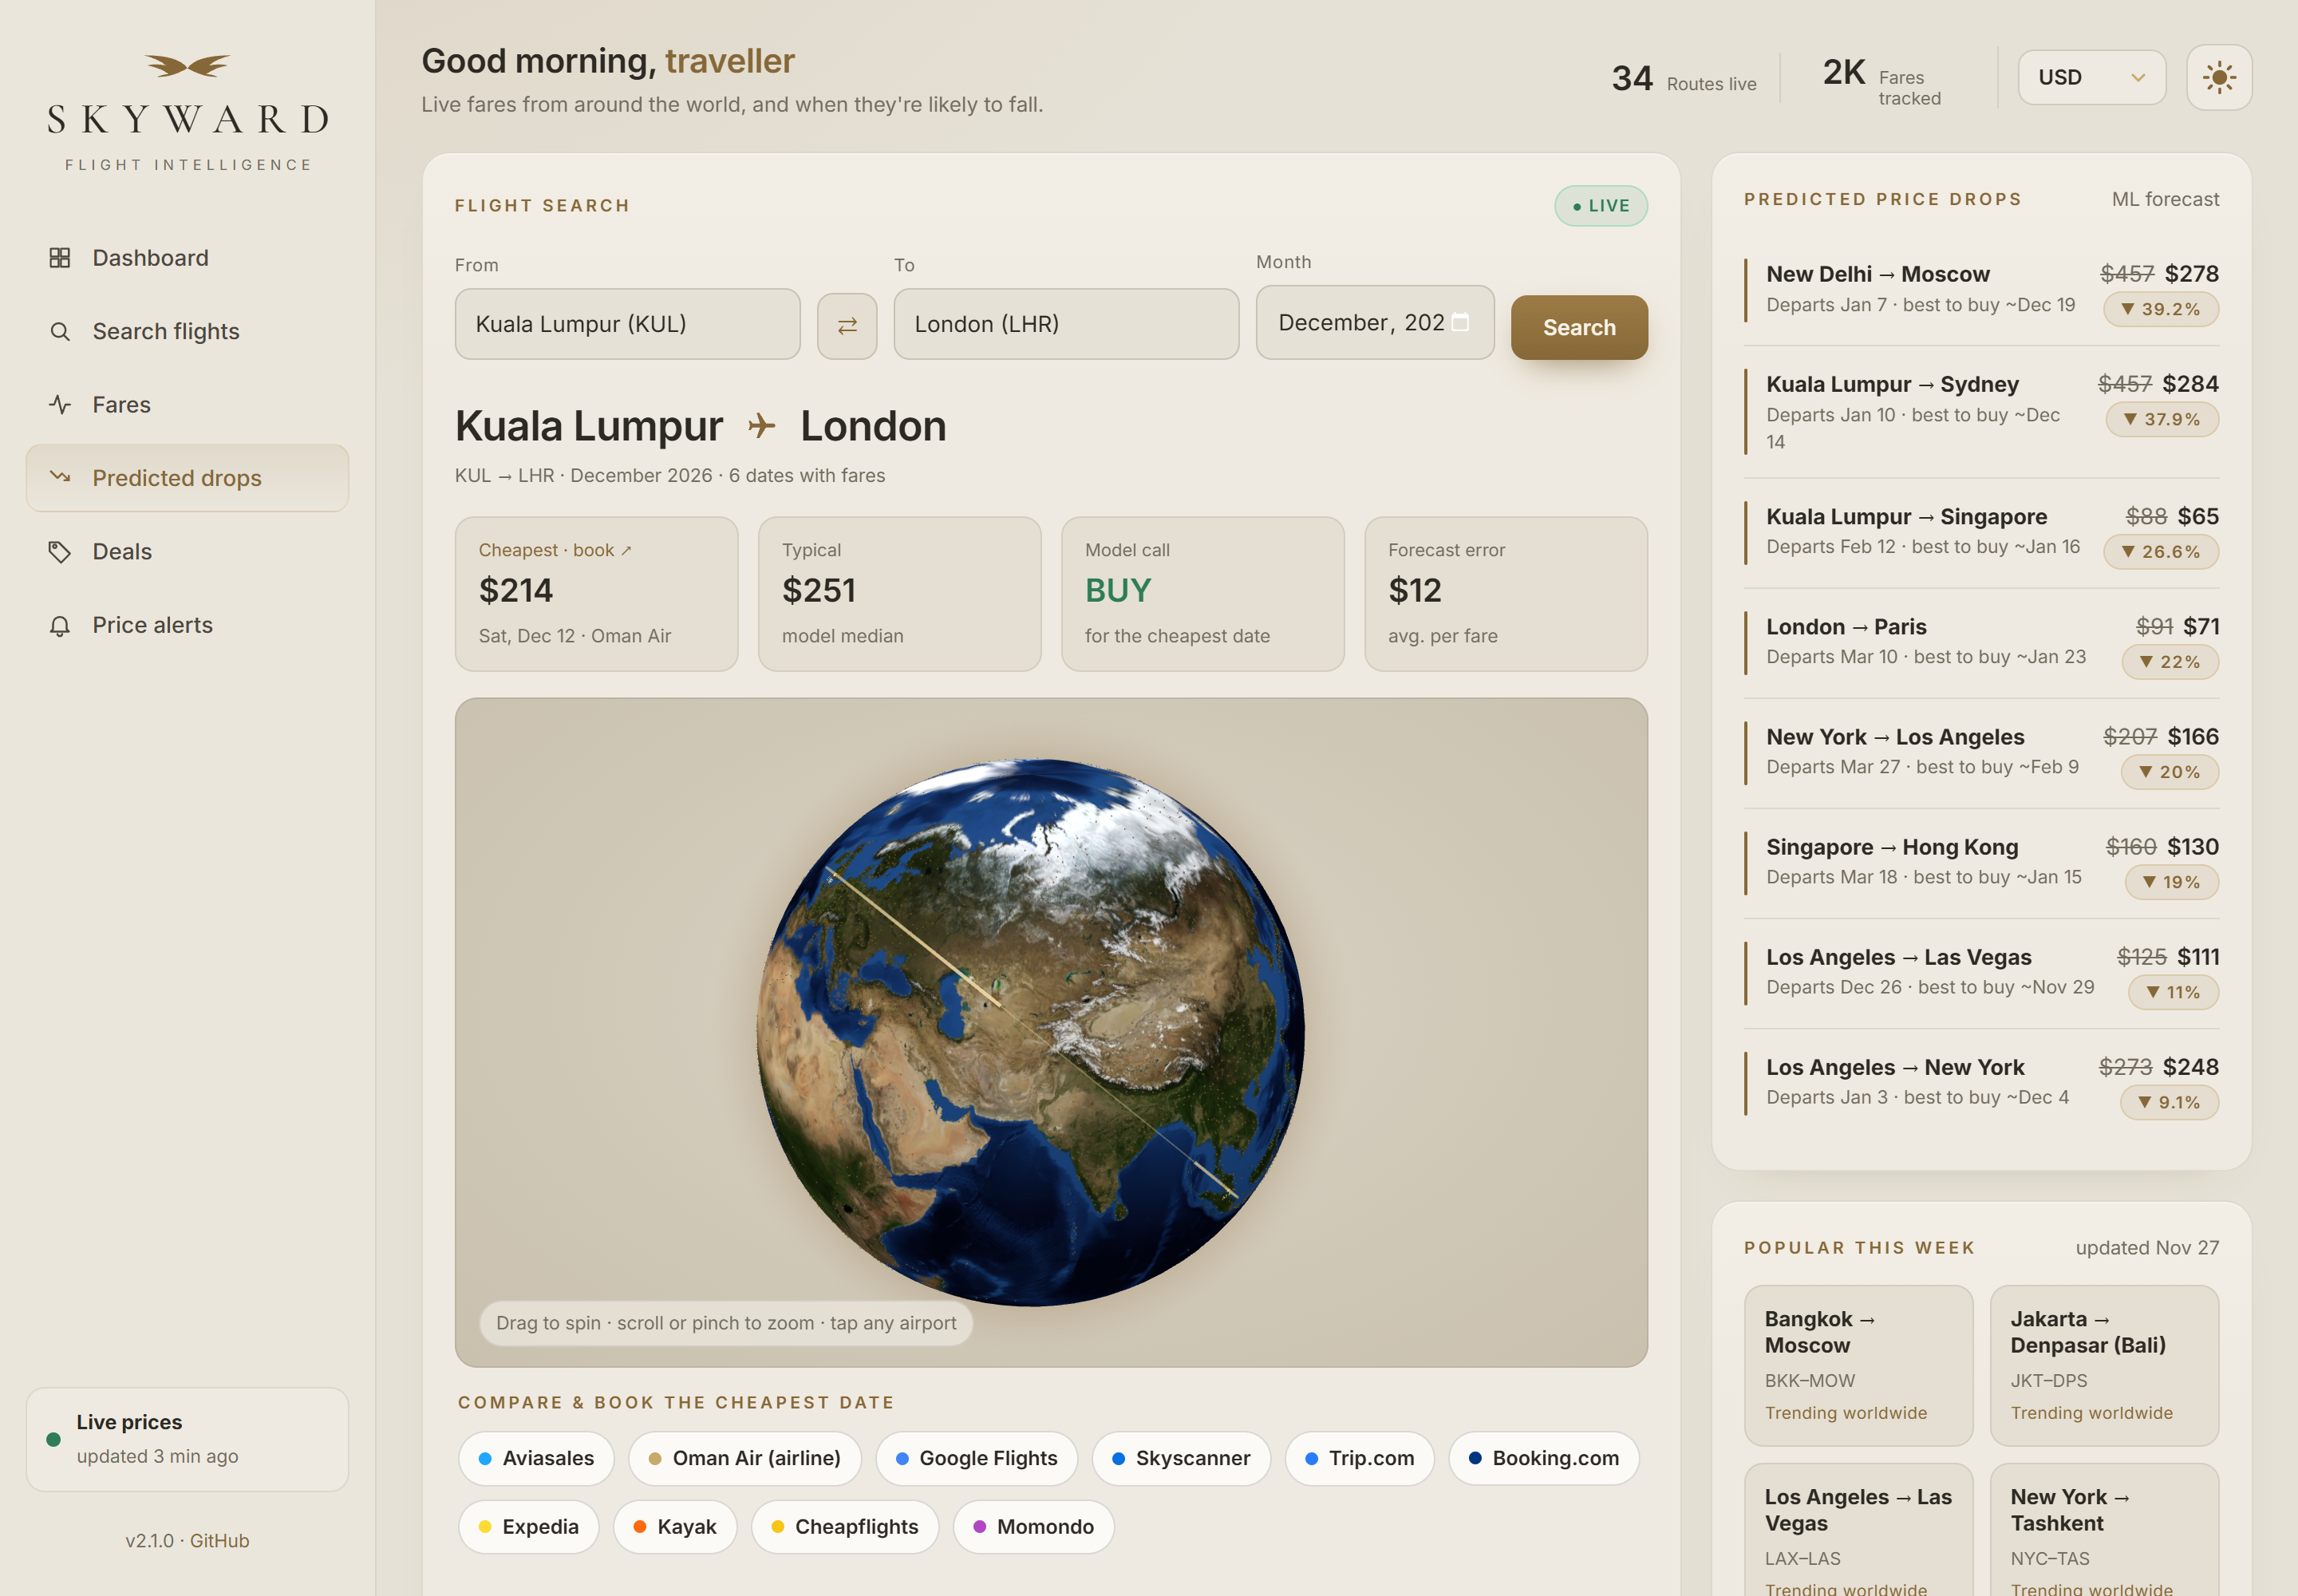 SKYWARD
FLIGHT INTELLIGENCE
Dashboard
Search flights
Fares
Predicted drops
Deals
Price alerts
Live prices
updated 3 min ago
v2.1.0 · GitHub
Good morning, traveller
Live fares from around the world, and when they're likely to fall.
34 Routes live
2K Fares
tracked
USD
FLIGHT SEARCH
● LIVE
From
To
Month
Kuala Lumpur (KUL)
⇄
London (LHR)
December, 202
Search
Kuala Lumpur ✈ London
KUL → LHR · December 2026 · 6 dates with fares
Cheapest · book ↗
$214
Sat, Dec 12 · Oman Air
Typical
$251
model median
Model call
BUY
for the cheapest date
Forecast error
$12
avg. per fare
Drag to spin · scroll or pinch to zoom · tap any airport
COMPARE & BOOK THE CHEAPEST DATE
Aviasales
Oman Air (airline)
Google Flights
Skyscanner
Trip.com
Booking.com
Expedia
Kayak
Cheapflights
Momondo
PREDICTED PRICE DROPS
ML forecast
New Delhi → Moscow
$457 $278
Departs Jan 7 · best to buy ~Dec 19
▼ 39.2%
Kuala Lumpur → Sydney
$457 $284
Departs Jan 10 · best to buy ~Dec
14
▼ 37.9%
Kuala Lumpur → Singapore
$88 $65
Departs Feb 12 · best to buy ~Jan 16
▼ 26.6%
London → Paris
$91 $71
Departs Mar 10 · best to buy ~Jan 23
▼ 22%
New York → Los Angeles
$207 $166
Departs Mar 27 · best to buy ~Feb 9
▼ 20%
Singapore → Hong Kong
$160 $130
Departs Mar 18 · best to buy ~Jan 15
▼ 19%
Los Angeles → Las Vegas
$125 $111
Departs Dec 26 · best to buy ~Nov 29
▼ 11%
Los Angeles → New York
$273 $248
Departs Jan 3 · best to buy ~Dec 4
▼ 9.1%
POPULAR THIS WEEK
updated Nov 27
Bangkok →
Moscow
BKK–MOW
Trending worldwide
Jakarta →
Denpasar (Bali)
JKT–DPS
Trending worldwide
Los Angeles → Las
Vegas
LAX–LAS
Trending worldwide
New York →
Tashkent
NYC–TAS
Trending worldwide